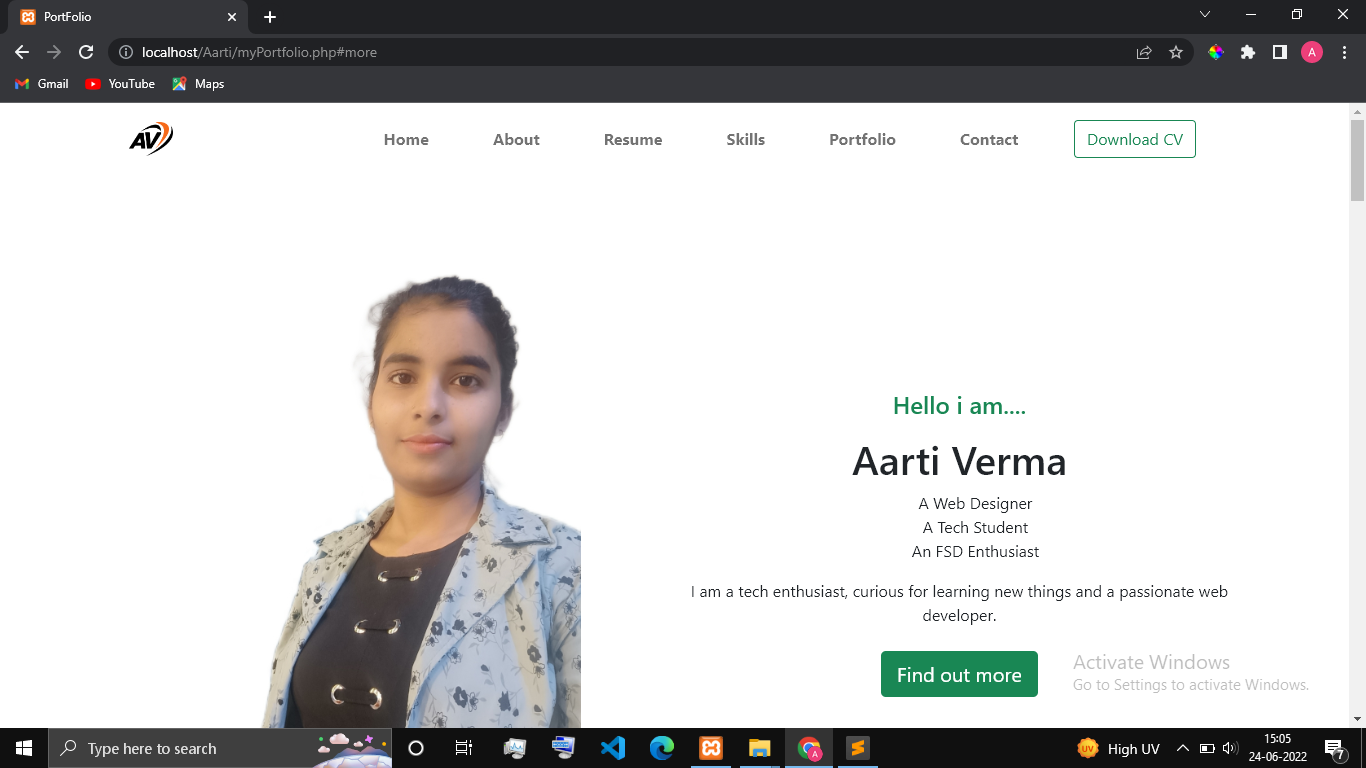 PortFolio
localhost/Aarti/myPortfolio.php#more
A
Gmail
YouTube
Maps
AV
Home
About
Resume
Skills
Portfolio
Contact
Download CV
Hello i am....
Aarti Verma
A Web Designer
A Tech Student
An FSD Enthusiast
I am a tech enthusiast, curious for learning new things and a passionate web
developer.
Find out more
Activate Windows
Go to Settings to activate Windows.
Type here to search
A
UV
High UV
15:05
24-06-2022
7